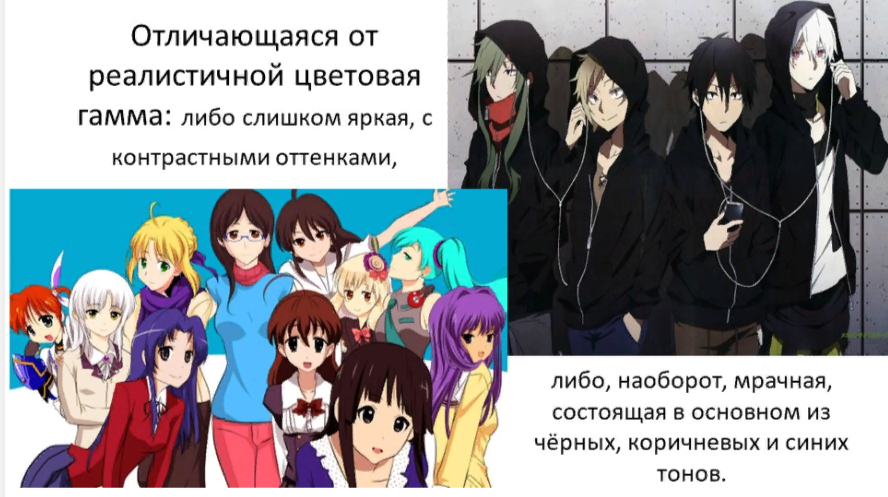 Отличающаяся от
реалистичной цветовая
гамма: либо слишком яркая, с
контрастными оттенками,
либо, наоборот, мрачная,
состоящая в основном из
чёрных, коричневых и синих
тонов.